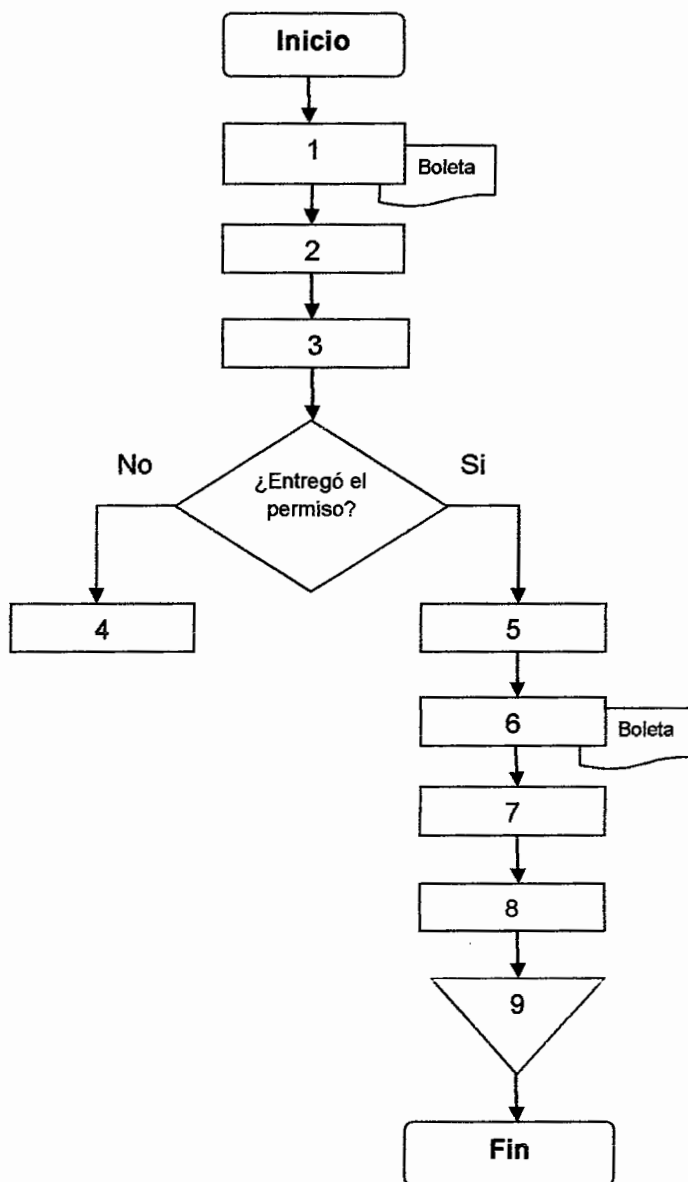 Inicio
1
Boleta
2
3
No
Si
¿Entregó el
permiso?
4
5
6
Boleta
7
8
9
Fin